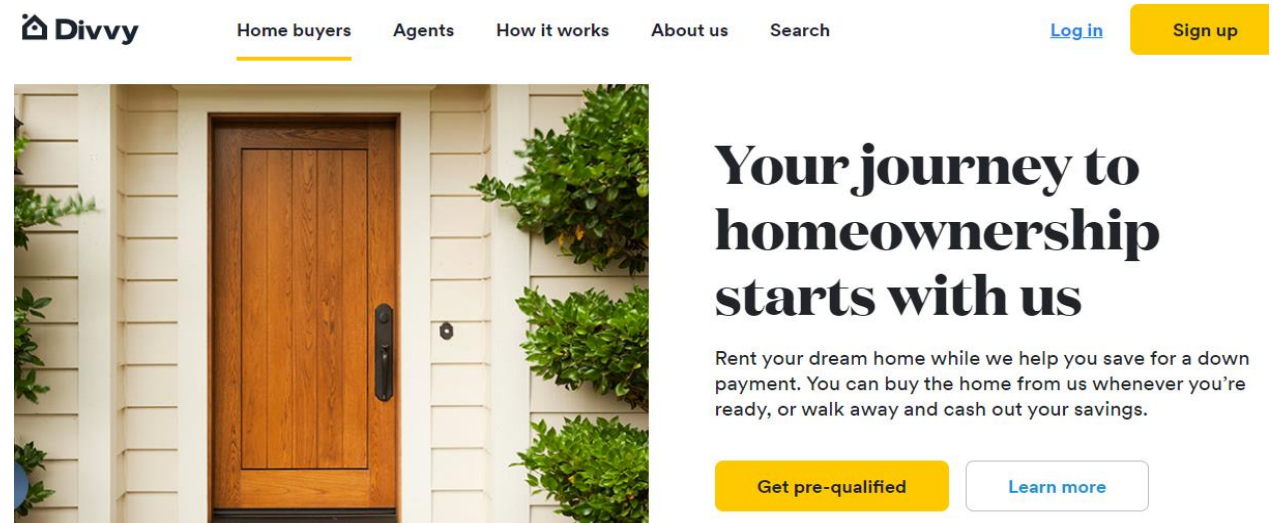 Divvy
Home buyers
Agents
How it works
About us
Search
Log in
Sign up
Your journey to
homeownership
starts with us
Rent your dream home while we help you save for a down
payment. You can buy the home from us whenever you’re
ready, or walk away and cash out your savings.
Get pre-qualified
Learn more